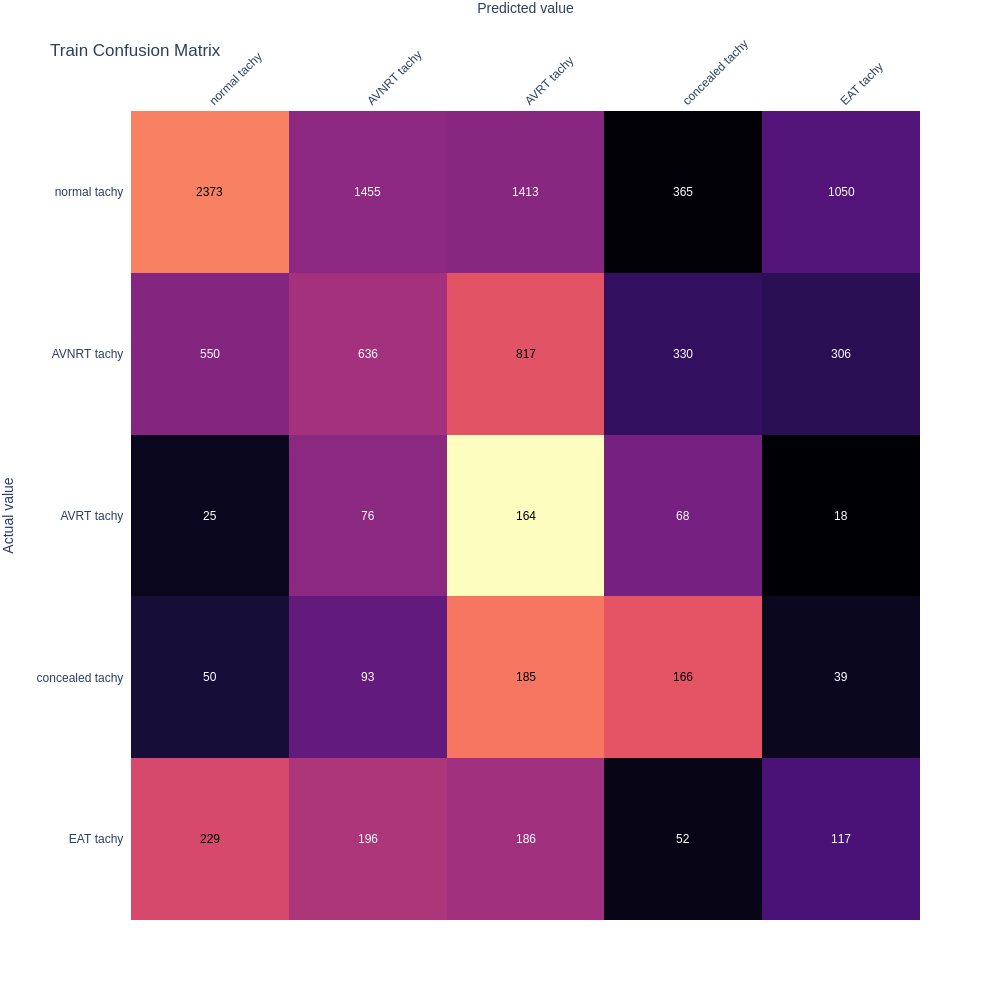 Predicted value
Train Confusion Matrix
normal tachy
AVNRT tachy
AVRT tachy
concealed tachy
EAT tachy
normal tachy 2373 1455 1413 365 1050
AVNRT tachy 550 636 817 330 306
AVRT tachy 25 76 164 68 18
concealed tachy 50 93 185 166 39
EAT tachy 229 196 186 52 117
Actual value